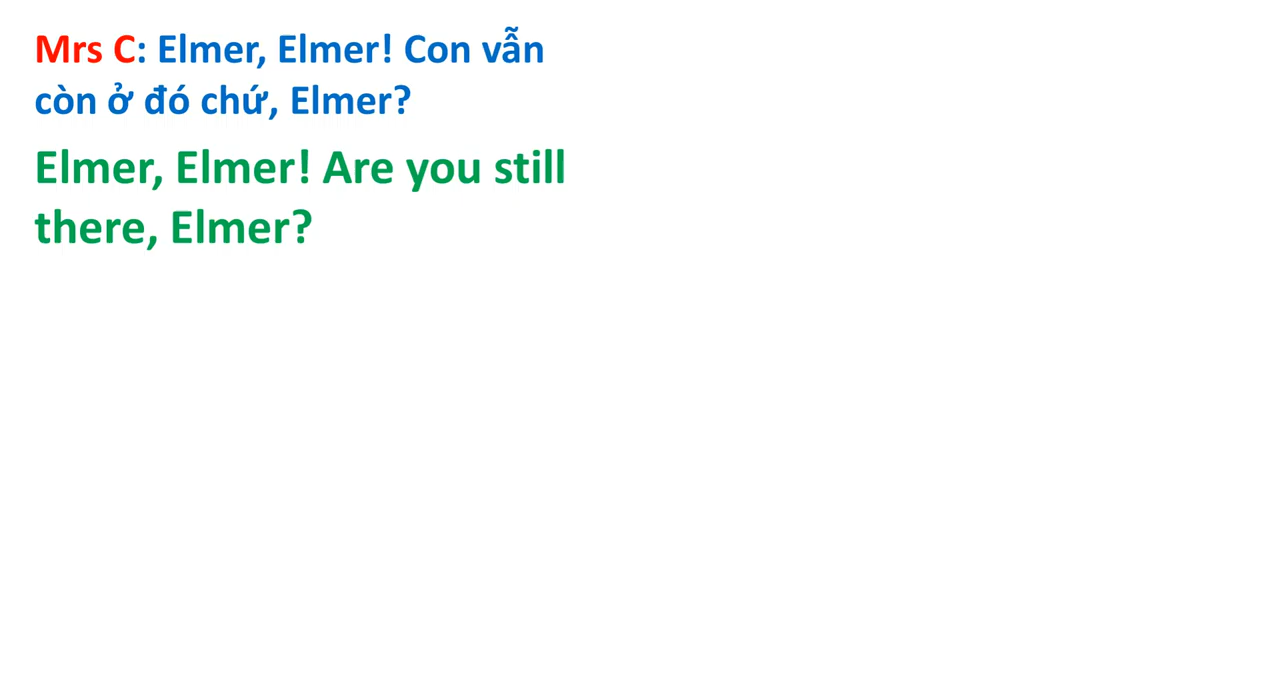 Mrs C: Elmer, Elmer! Con vẫn
còn ở đó chứ, Elmer?
Elmer, Elmer! Are you still
there, Elmer?